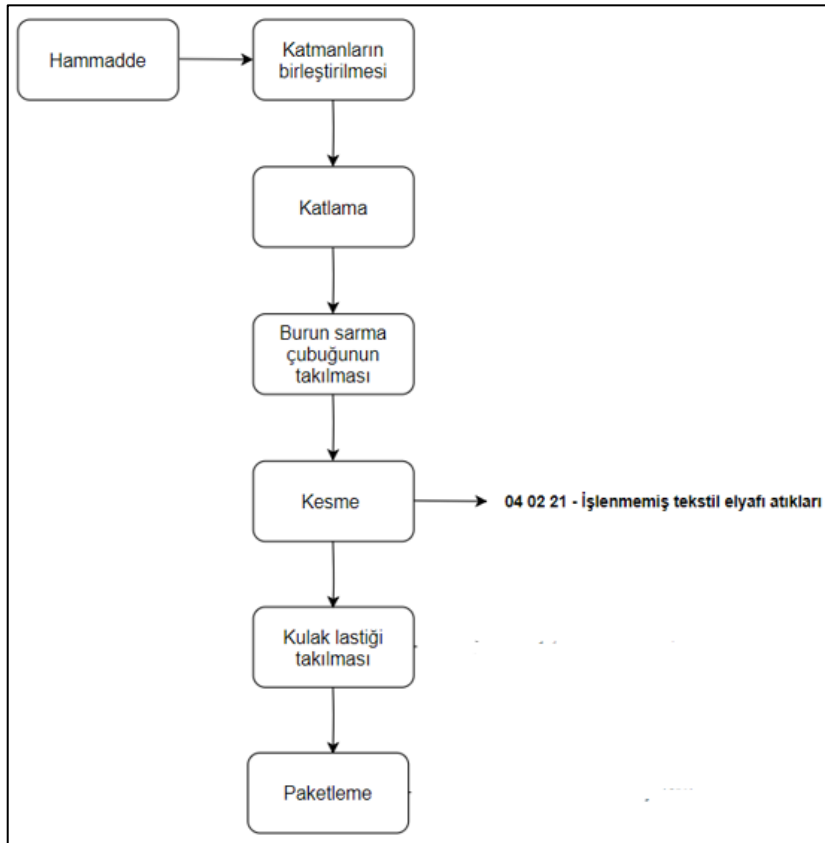 Hammadde
Katmanların
birleştirilmesi
Katlama
Burun sarma
çubuğunun
takılması
Kesme
04 02 21 - İşlenmemiş tekstil elyafı atıkları
Kulak lastiği
takılması
Paketleme